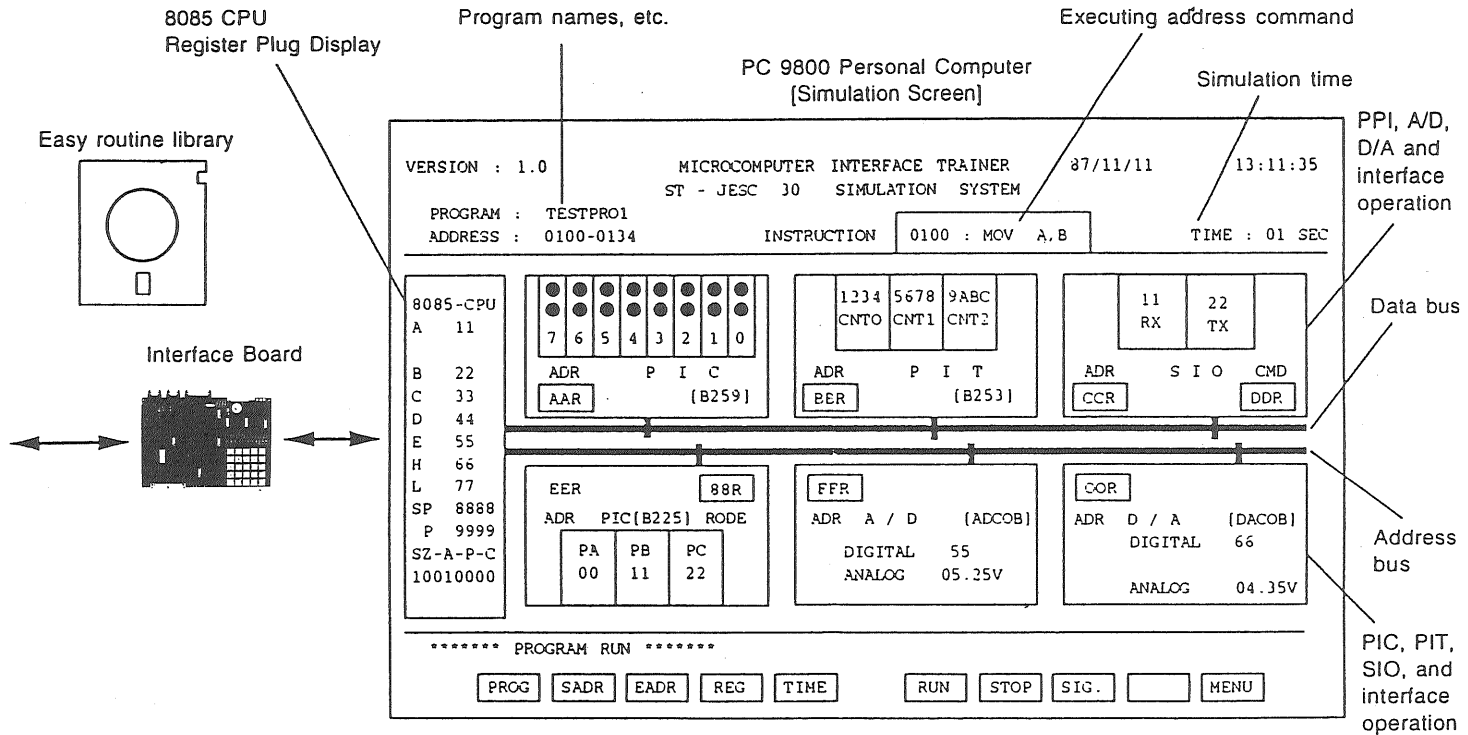 8085 CPU
Register Plug Display
Program names, etc.
Executing address command
PC 9800 Personal Computer
[Simulation Screen]
Simulation time
Easy routine library
PPI, A/D,
D/A and
interface
operation
VERSION : 1.0 MICROCOMPUTER INTERFACE TRAINER 87/11/11 13:11:35
ST - JESC 30 SIMULATION SYSTEM
PROGRAM : TESTPRO1
ADDRESS : 0100-0134 INSTRUCTION 0100 : MOV A,B TIME : 01 SEC
8085-CPU
A 11
B 22
C 33
D 44
E 55
H 66
L 77
SP 8888
P 9999
SZ-A-P-C
10010000
7 6 5 4 3 2 1 0
ADR P I C
AAR [B259]
1234 5678 9ABC
CNT0 CNT1 CNT2
ADR P I T
BER [B253]
11 22
RX TX
ADR S I O CMD
CCR DDR
Data bus
Interface Board
EER 88R
ADR PIC[B225] RODE
PA PB PC
00 11 22
FFR
ADR A / D [ADCOB]
DIGITAL 55
ANALOG 05.25V
OOR
ADR D / A [DACOB]
DIGITAL 66
ANALOG 04.35V
Address
bus
******* PROGRAM RUN *******
PROG SADR EADR REG TIME RUN STOP SIG. MENU
PIC, PIT,
SIO, and
interface
operation